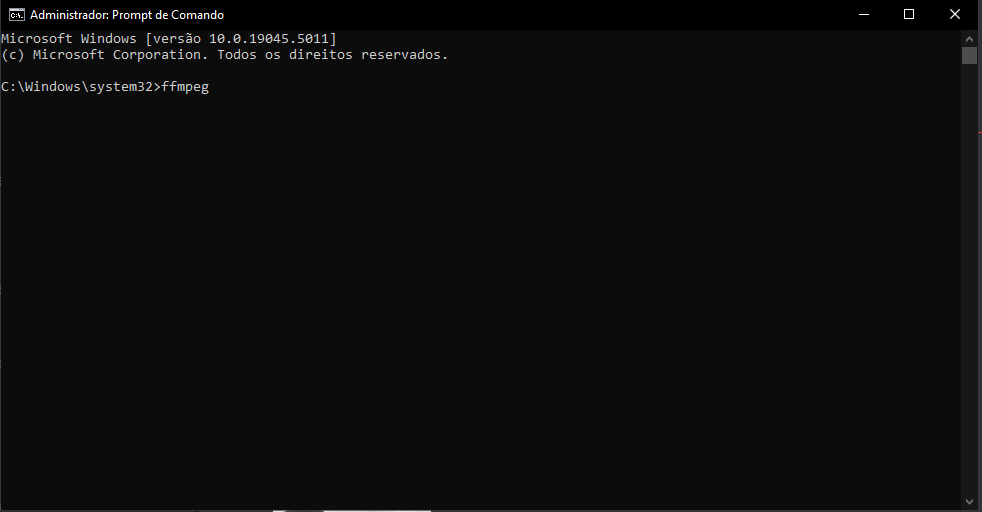 Administrador: Prompt de Comando
Microsoft Windows [versão 10.0.19045.5011]
(c) Microsoft Corporation. Todos os direitos reservados.
C:\Windows\system32>ffmpeg